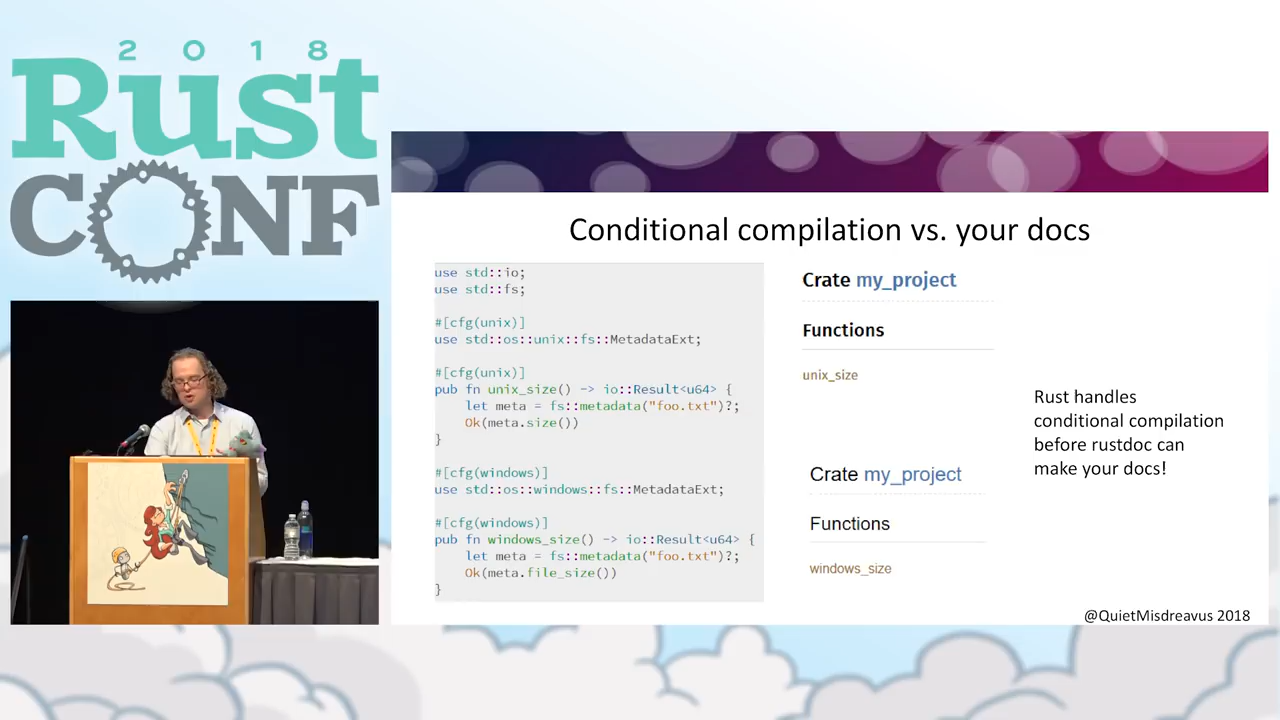 2018
Rust
CONF
Conditional compilation vs. your docs
use std::io;
use std::fs;
#[cfg(unix)]
use std::os::unix::fs::MetadataExt;
#[cfg(unix)]
pub fn unix_size() -> io::Result<u64> {
    let meta = fs::metadata("foo.txt")?;
    Ok(meta.size())
}
#[cfg(windows)]
use std::os::windows::fs::MetadataExt;
#[cfg(windows)]
pub fn windows_size() -> io::Result<u64> {
    let meta = fs::metadata("foo.txt")?;
    Ok(meta.file_size())
}
Crate my_project
Functions
unix_size
Crate my_project
Functions
windows_size
Rust handles
conditional compilation
before rustdoc can
make your docs!
@QuietMisdreavus 2018